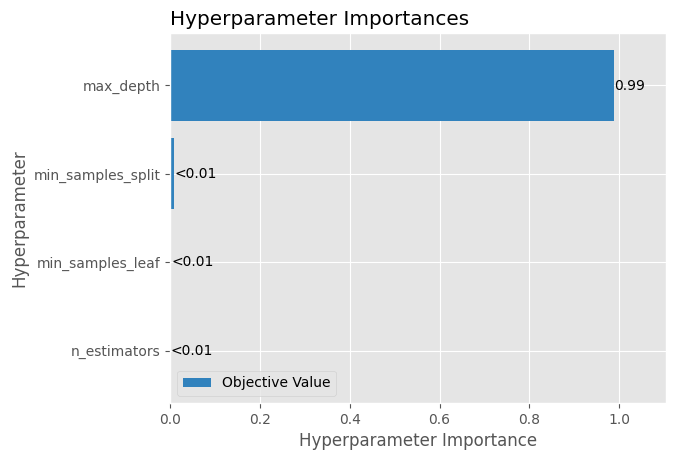 Hyperparameter Importances
Hyperparameter
max_depth
0.99
min_samples_split
<0.01
min_samples_leaf
<0.01
n_estimators
<0.01
Objective Value
0.0
0.2
0.4
0.6
0.8
1.0
Hyperparameter Importance